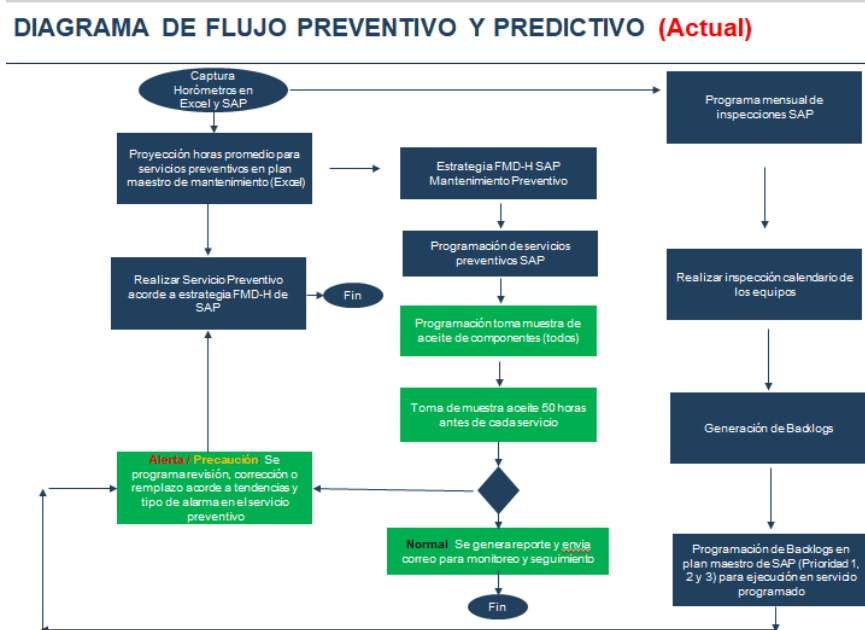 DIAGRAMA DE FLUJO PREVENTIVO Y PREDICTIVO (Actual)
Captura
Horómetros en
Excel y SAP
Programa mensual de
inspecciones SAP
Proyección horas promedio para
servicios preventivos en plan
maestro de mantenimiento (Excel)
Estrategia FMD-H SAP
Mantenimiento Preventivo
Programación de servicios
preventivos SAP
Realizar Servicio Preventivo
acorde a estrategia FMD-H de
SAP
Fin
Realizar inspección calendario de
los equipos
Programación toma muestra de
aceite de componentes (todos)
Toma de muestra aceite 50 horas
antes de cada servicio
Generación de Backlogs
Alerta / Precaución: Se
programa revisión, corrección o
remplazo acorde a tendencias y
tipo de alarma en el servicio
preventivo
Normal: Se genera reporte y envia
correo para monitoreo y seguimiento
Programación de Backlogs en
plan maestro de SAP (Prioridad 1,
2 y 3) para ejecución en servicio
programado
Fin